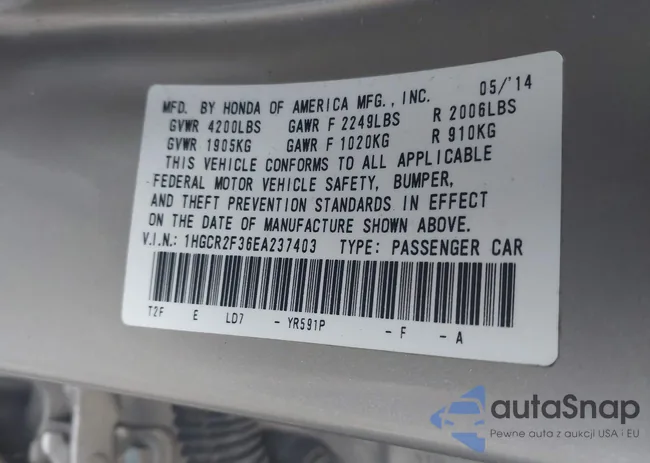 MFD. BY HONDA OF AMERICA MFG., INC. 05/'14
GVWR 4200LBS GAWR F 2249LBS R 2006LBS
GVWR 1905KG GAWR F 1020KG R 910KG
THIS VEHICLE CONFORMS TO ALL APPLICABLE
FEDERAL MOTOR VEHICLE SAFETY, BUMPER,
AND THEFT PREVENTION STANDARDS IN EFFECT
ON THE DATE OF MANUFACTURE SHOWN ABOVE.
V.I.N.: 1HGCR2F36EA237403 TYPE: PASSENGER CAR
T2F E LD7 - YR591P - F - A
autaSnap
Pewne auta z aukcji USA i EU